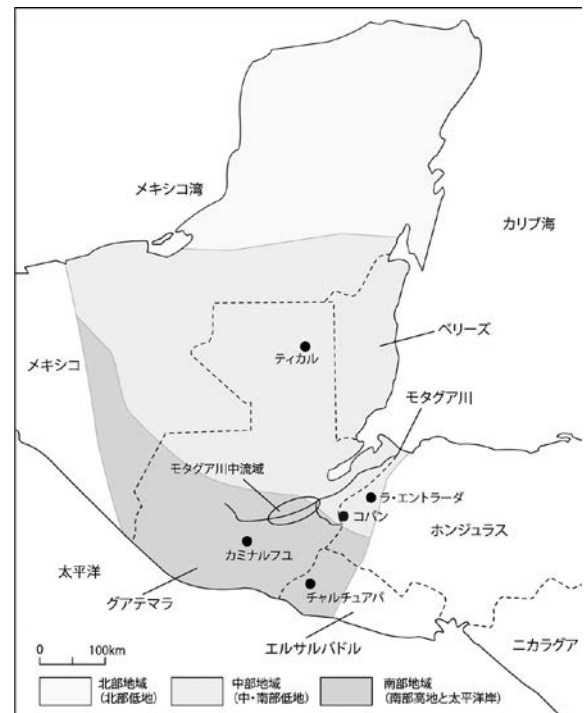 メキシコ湾
カリブ海
ベリーズ
ティカル
メキシコ
モタグア川
モタグア川中流域
ラ・エントラーダ
コパン
ホンジュラス
カミナルフユ
太平洋
グアテマラ
チャルチュアパ
エルサルバドル
ニカラグア
0 100km
北部地域
(北部低地)
中部地域
(中・南部低地)
南部地域
(南部高地と太平洋岸)